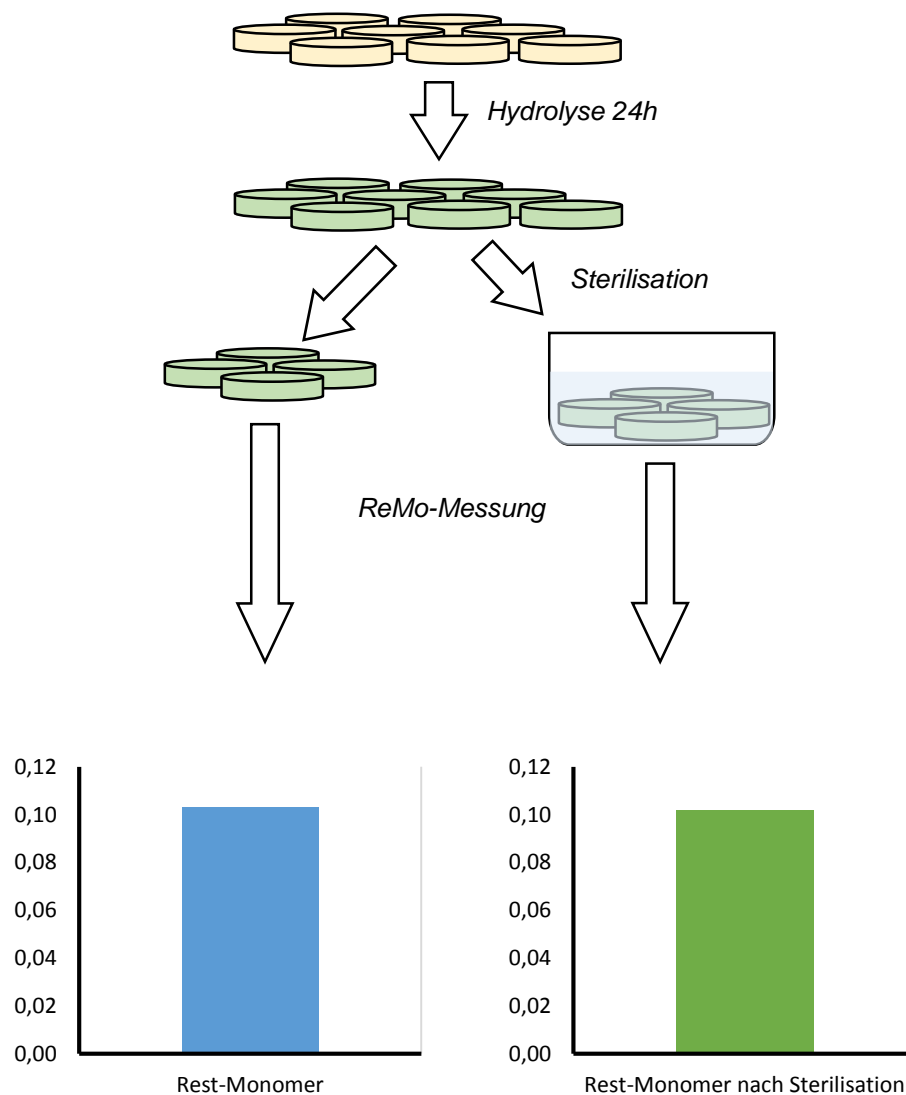 Hydrolyse 24h
Sterilisation
ReMo-Messung
0,12
0,10
0,08
0,06
0,04
0,02
0,00
Rest-Monomer
0,12
0,10
0,08
0,06
0,04
0,02
0,00
Rest-Monomer nach Sterilisation